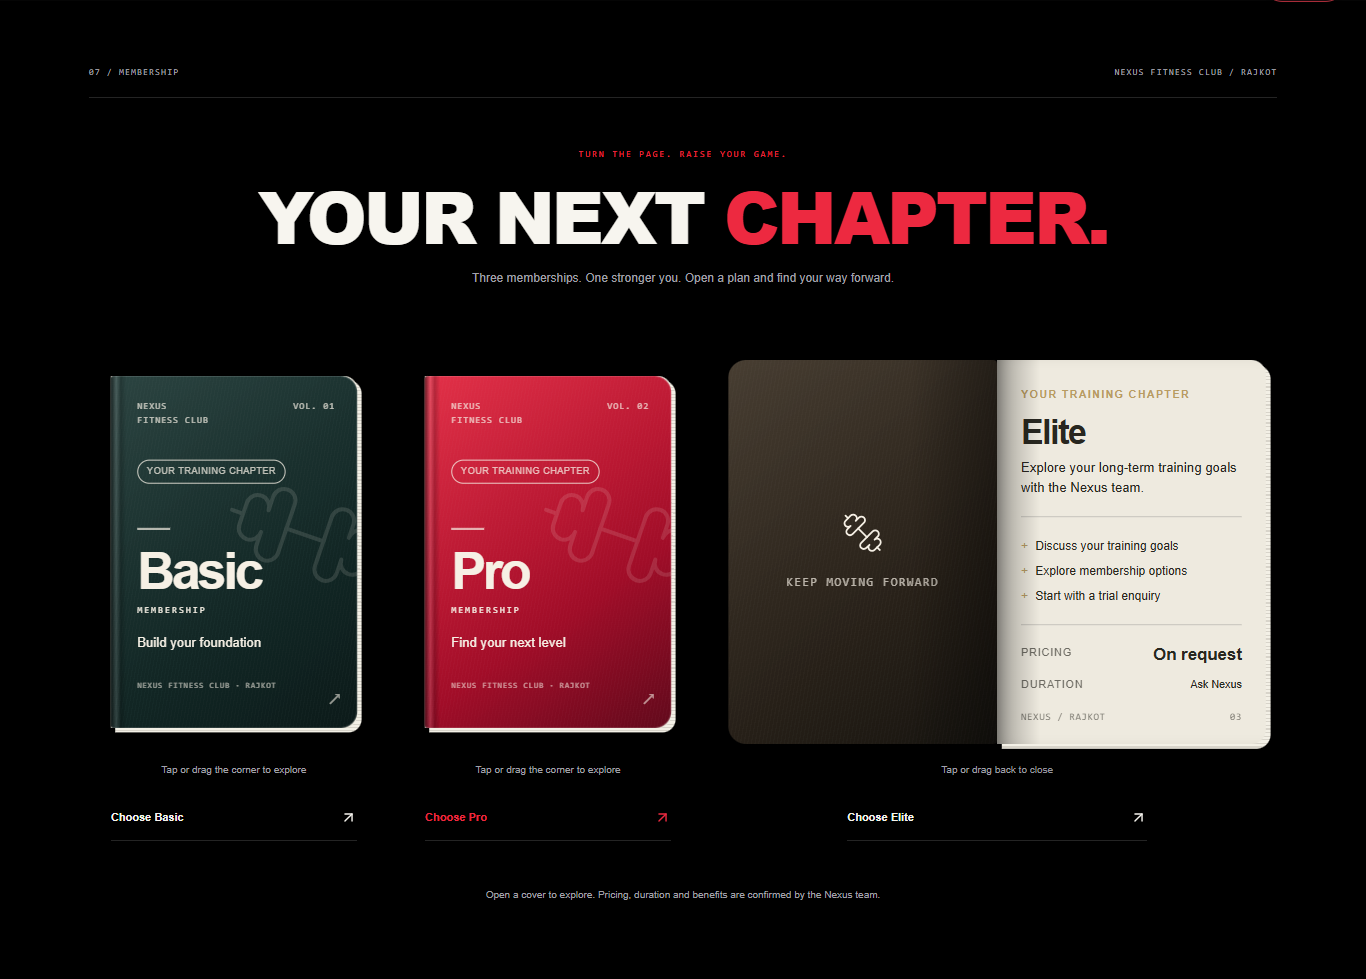 07 / MEMBERSHIP
NEXUS FITNESS CLUB / RAJKOT
TURN THE PAGE. RAISE YOUR GAME.
YOUR NEXT CHAPTER.
Three memberships. One stronger you. Open a plan and find your way forward.
NEXUS
FITNESS CLUB
VOL. 01
YOUR TRAINING CHAPTER
Basic
MEMBERSHIP
Build your foundation
NEXUS FITNESS CLUB - RAJKOT
Tap or drag the corner to explore
Choose Basic
NEXUS
FITNESS CLUB
VOL. 02
YOUR TRAINING CHAPTER
Pro
MEMBERSHIP
Find your next level
NEXUS FITNESS CLUB - RAJKOT
Tap or drag the corner to explore
Choose Pro
KEEP MOVING FORWARD
YOUR TRAINING CHAPTER
Elite
Explore your long-term training goals
with the Nexus team.
+ Discuss your training goals
+ Explore membership options
+ Start with a trial enquiry
PRICING On request
DURATION Ask Nexus
NEXUS / RAJKOT 03
Tap or drag back to close
Choose Elite
Open a cover to explore. Pricing, duration and benefits are confirmed by the Nexus team.